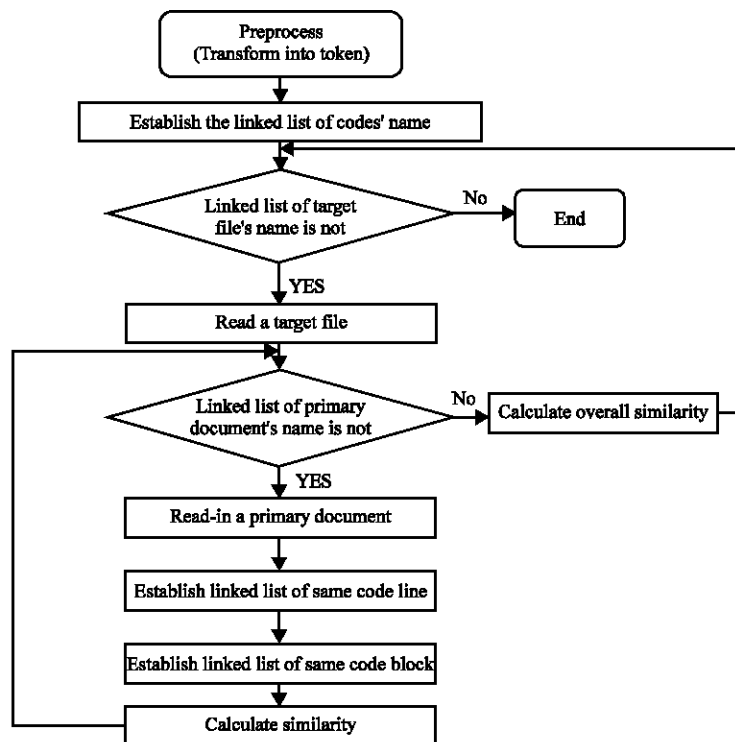 Preprocess
(Transform into token)
Establish the linked list of codes' name
Linked list of target
file's name is not
No
End
YES
Read a target file
Linked list of primary
document's name is not
No
Calculate overall similarity
YES
Read-in a primary document
Establish linked list of same code line
Establish linked list of same code block
Calculate similarity